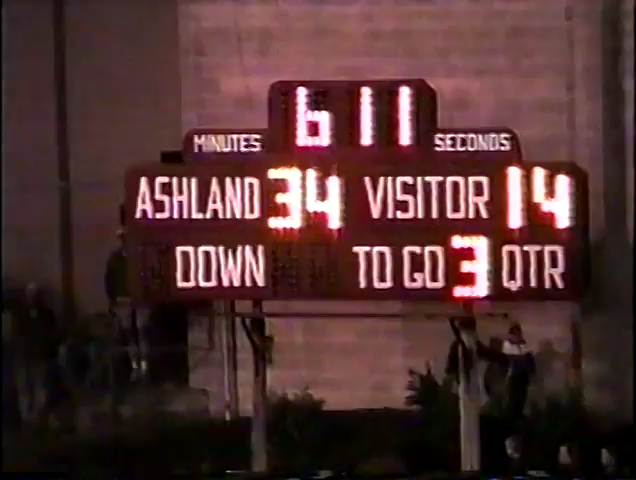 6 11
MINUTES SECONDS
ASHLAND 34 VISITOR 14
DOWN TO GO 3 QTR